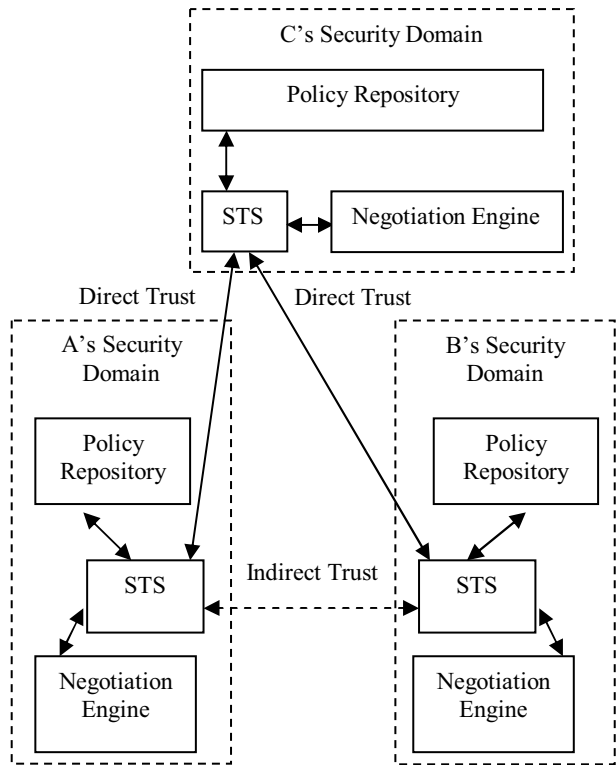 C's Security Domain
Policy Repository
STS
Negotiation Engine
Direct Trust
Direct Trust
A's Security
Domain
Policy
Repository
STS
Negotiation
Engine
Indirect Trust
B's Security
Domain
Policy
Repository
STS
Negotiation
Engine